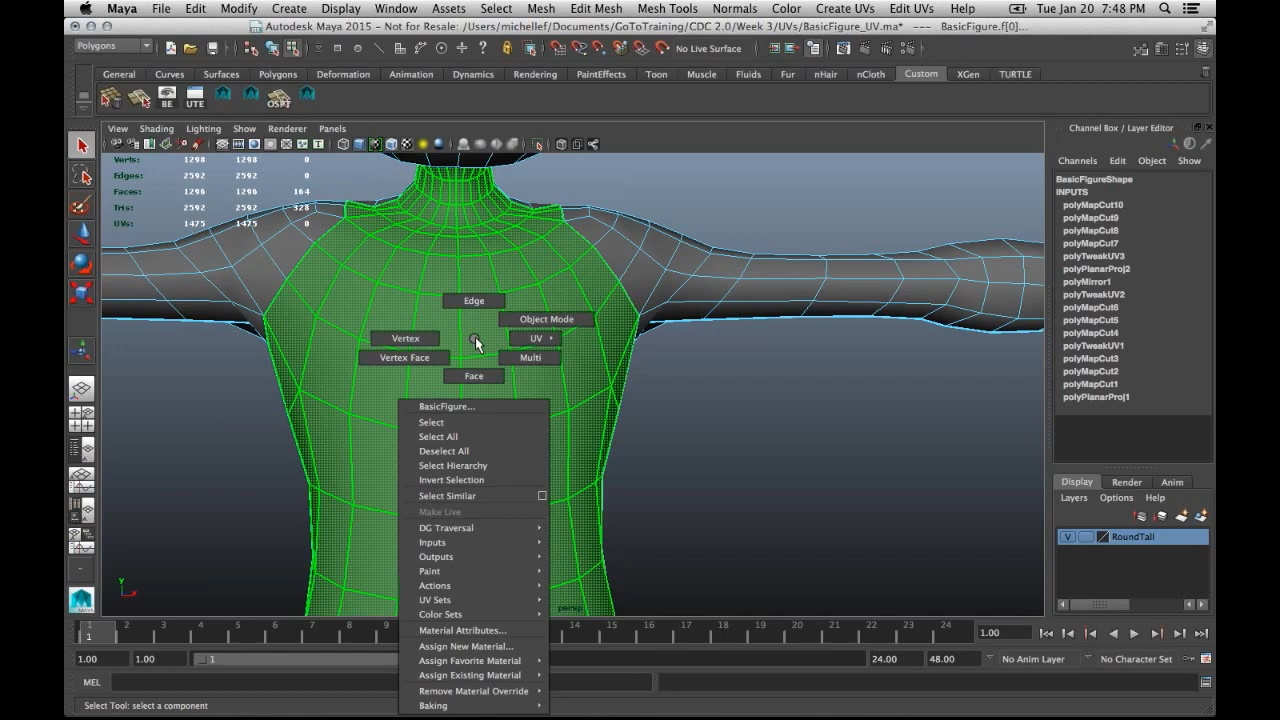 Maya File Edit Modify Create Display Window Assets Select Mesh Edit Mesh Mesh Tools Normals Color Create UVs Edit UVs Help Tue Jan 20 7:48 PM
Autodesk Maya 2015 - Not for Resale: /Users/michellef/Documents/GoToTraining/CDC 2.0/Week 3/UVs/BasicFigure_UV.ma* --- BasicFigure.f[0]...
Polygons
No Live Surface
General Curves Surfaces Polygons Deformation Animation Dynamics Rendering PaintEffects Toon Muscle Fluids Fur nHair nCloth Custom XGen TURTLE
BE UTE OSPT
View Shading Lighting Show Renderer Panels
Verts: 1298 1298 0
Edges: 2592 2592 0
Faces: 1296 1296 164
Tris: 2592 2592 328
UVs: 1475 1475 0
Edge
Object Mode
Vertex
UV
Vertex Face
Multi
Face
BasicFigure...
Select
Select All
Deselect All
Select Hierarchy
Invert Selection
Select Similar
Make Live
DG Traversal
Inputs
Outputs
Paint
Actions
UV Sets
Color Sets
Material Attributes...
Assign New Material...
Assign Favorite Material
Assign Existing Material
Remove Material Override
Baking
persp
Y
Channel Box / Layer Editor
Channels Edit Object Show
BasicFigureShape
INPUTS
polyMapCut10
polyMapCut9
polyMapCut8
polyMapCut7
polyTweakUV3
polyPlanarProj2
polyMirror1
polyTweakUV2
polyMapCut6
polyMapCut5
polyMapCut4
polyTweakUV1
polyMapCut3
polyMapCut2
polyMapCut1
polyPlanarProj1
Display Render Anim
Layers Options Help
V RoundTall
1 2 3 4 5 6 7 8 9 14 15 16 17 18 19 20 21 22 23 24
1
1.00
1.00 1.00 1 24.00 48.00 No Anim Layer No Character Set
MEL
Select Tool: select a component